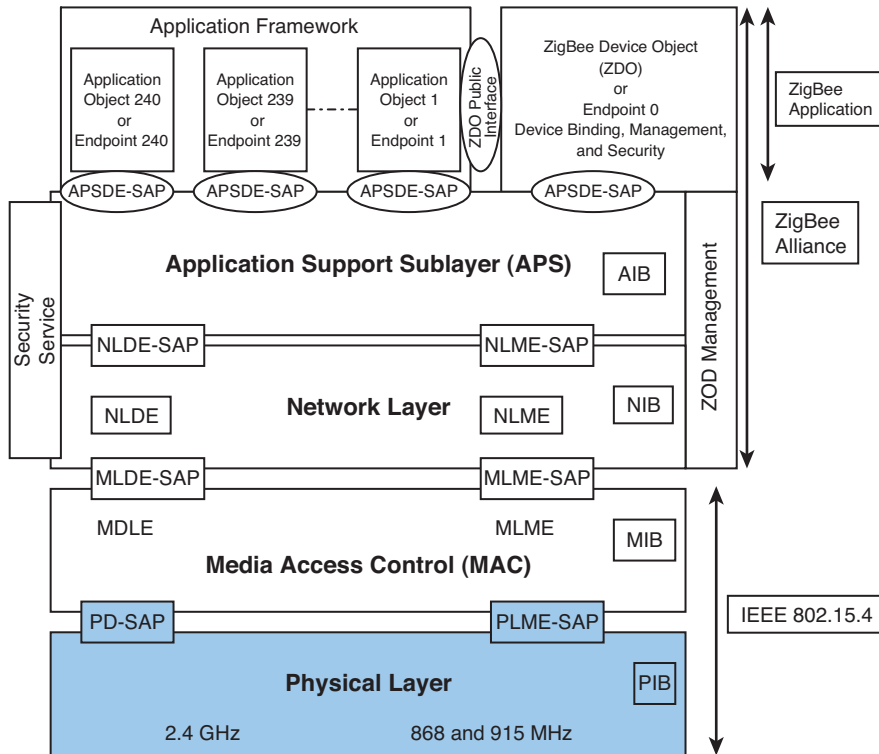 Application Framework
Application
Object 240
or
Endpoint 240
Application
Object 239
or
Endpoint 239
Application
Object 1
or
Endpoint 1
ZDO Public
Interface
ZigBee Device Object
(ZDO)
or
Endpoint 0
Device Binding, Management,
and Security
ZigBee
Application
APSDE-SAP
APSDE-SAP
APSDE-SAP
APSDE-SAP
Security
Service
Application Support Sublayer (APS)
AIB
ZOD Management
ZigBee
Alliance
NLDE-SAP
NLME-SAP
NLDE
Network Layer
NLME
NIB
MLDE-SAP
MLME-SAP
MDLE
MLME
MIB
Media Access Control (MAC)
IEEE 802.15.4
PD-SAP
PLME-SAP
Physical Layer
PIB
2.4 GHz
868 and 915 MHz